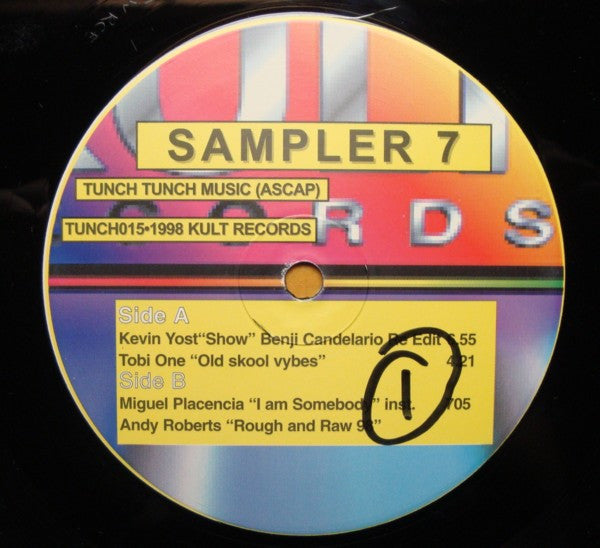 SAMPLER 7
TUNCH TUNCH MUSIC (ASCAP)
TUNCH015•1998 KULT RECORDS
CORDS
Side A
Kevin Yost“Show” Benji Candelario Re Edit 6.55
Tobi One “Old skool vybes” 4.21
Side B
Miguel Placencia “I am Somebody” inst. 705
Andy Roberts “Rough and Raw
1